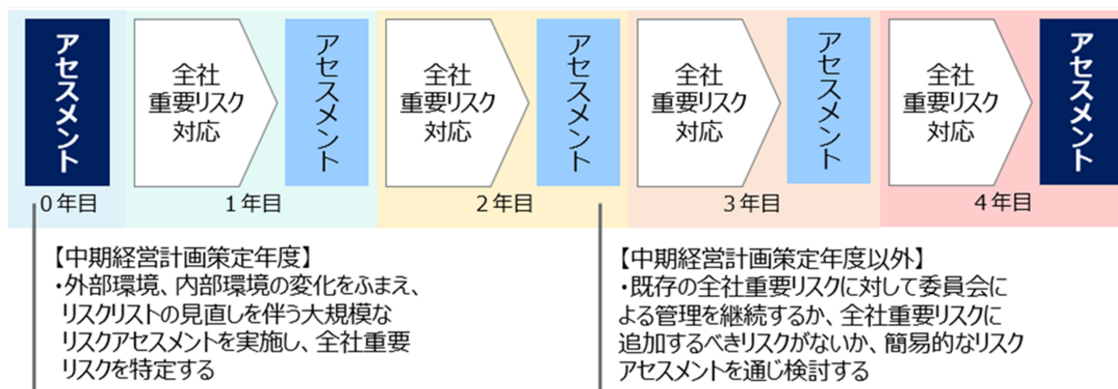 アセスメント
全社
重要リスク
対応
アセスメント
全社
重要リスク
対応
アセスメント
全社
重要リスク
対応
アセスメント
全社
重要リスク
対応
アセスメント
0年目
1年目
2年目
3年目
4年目
【中期経営計画策定年度】
・外部環境、内部環境の変化をふまえ、
リスクリストの見直しを伴う大規模な
リスクアセスメントを実施し、全社重要
リスクを特定する
【中期経営計画策定年度以外】
・既存の全社重要リスクに対して委員会に
よる管理を継続するか、全社重要リスクに
追加するべきリスクがないか、簡易的なリスク
アセスメントを通じ検討する